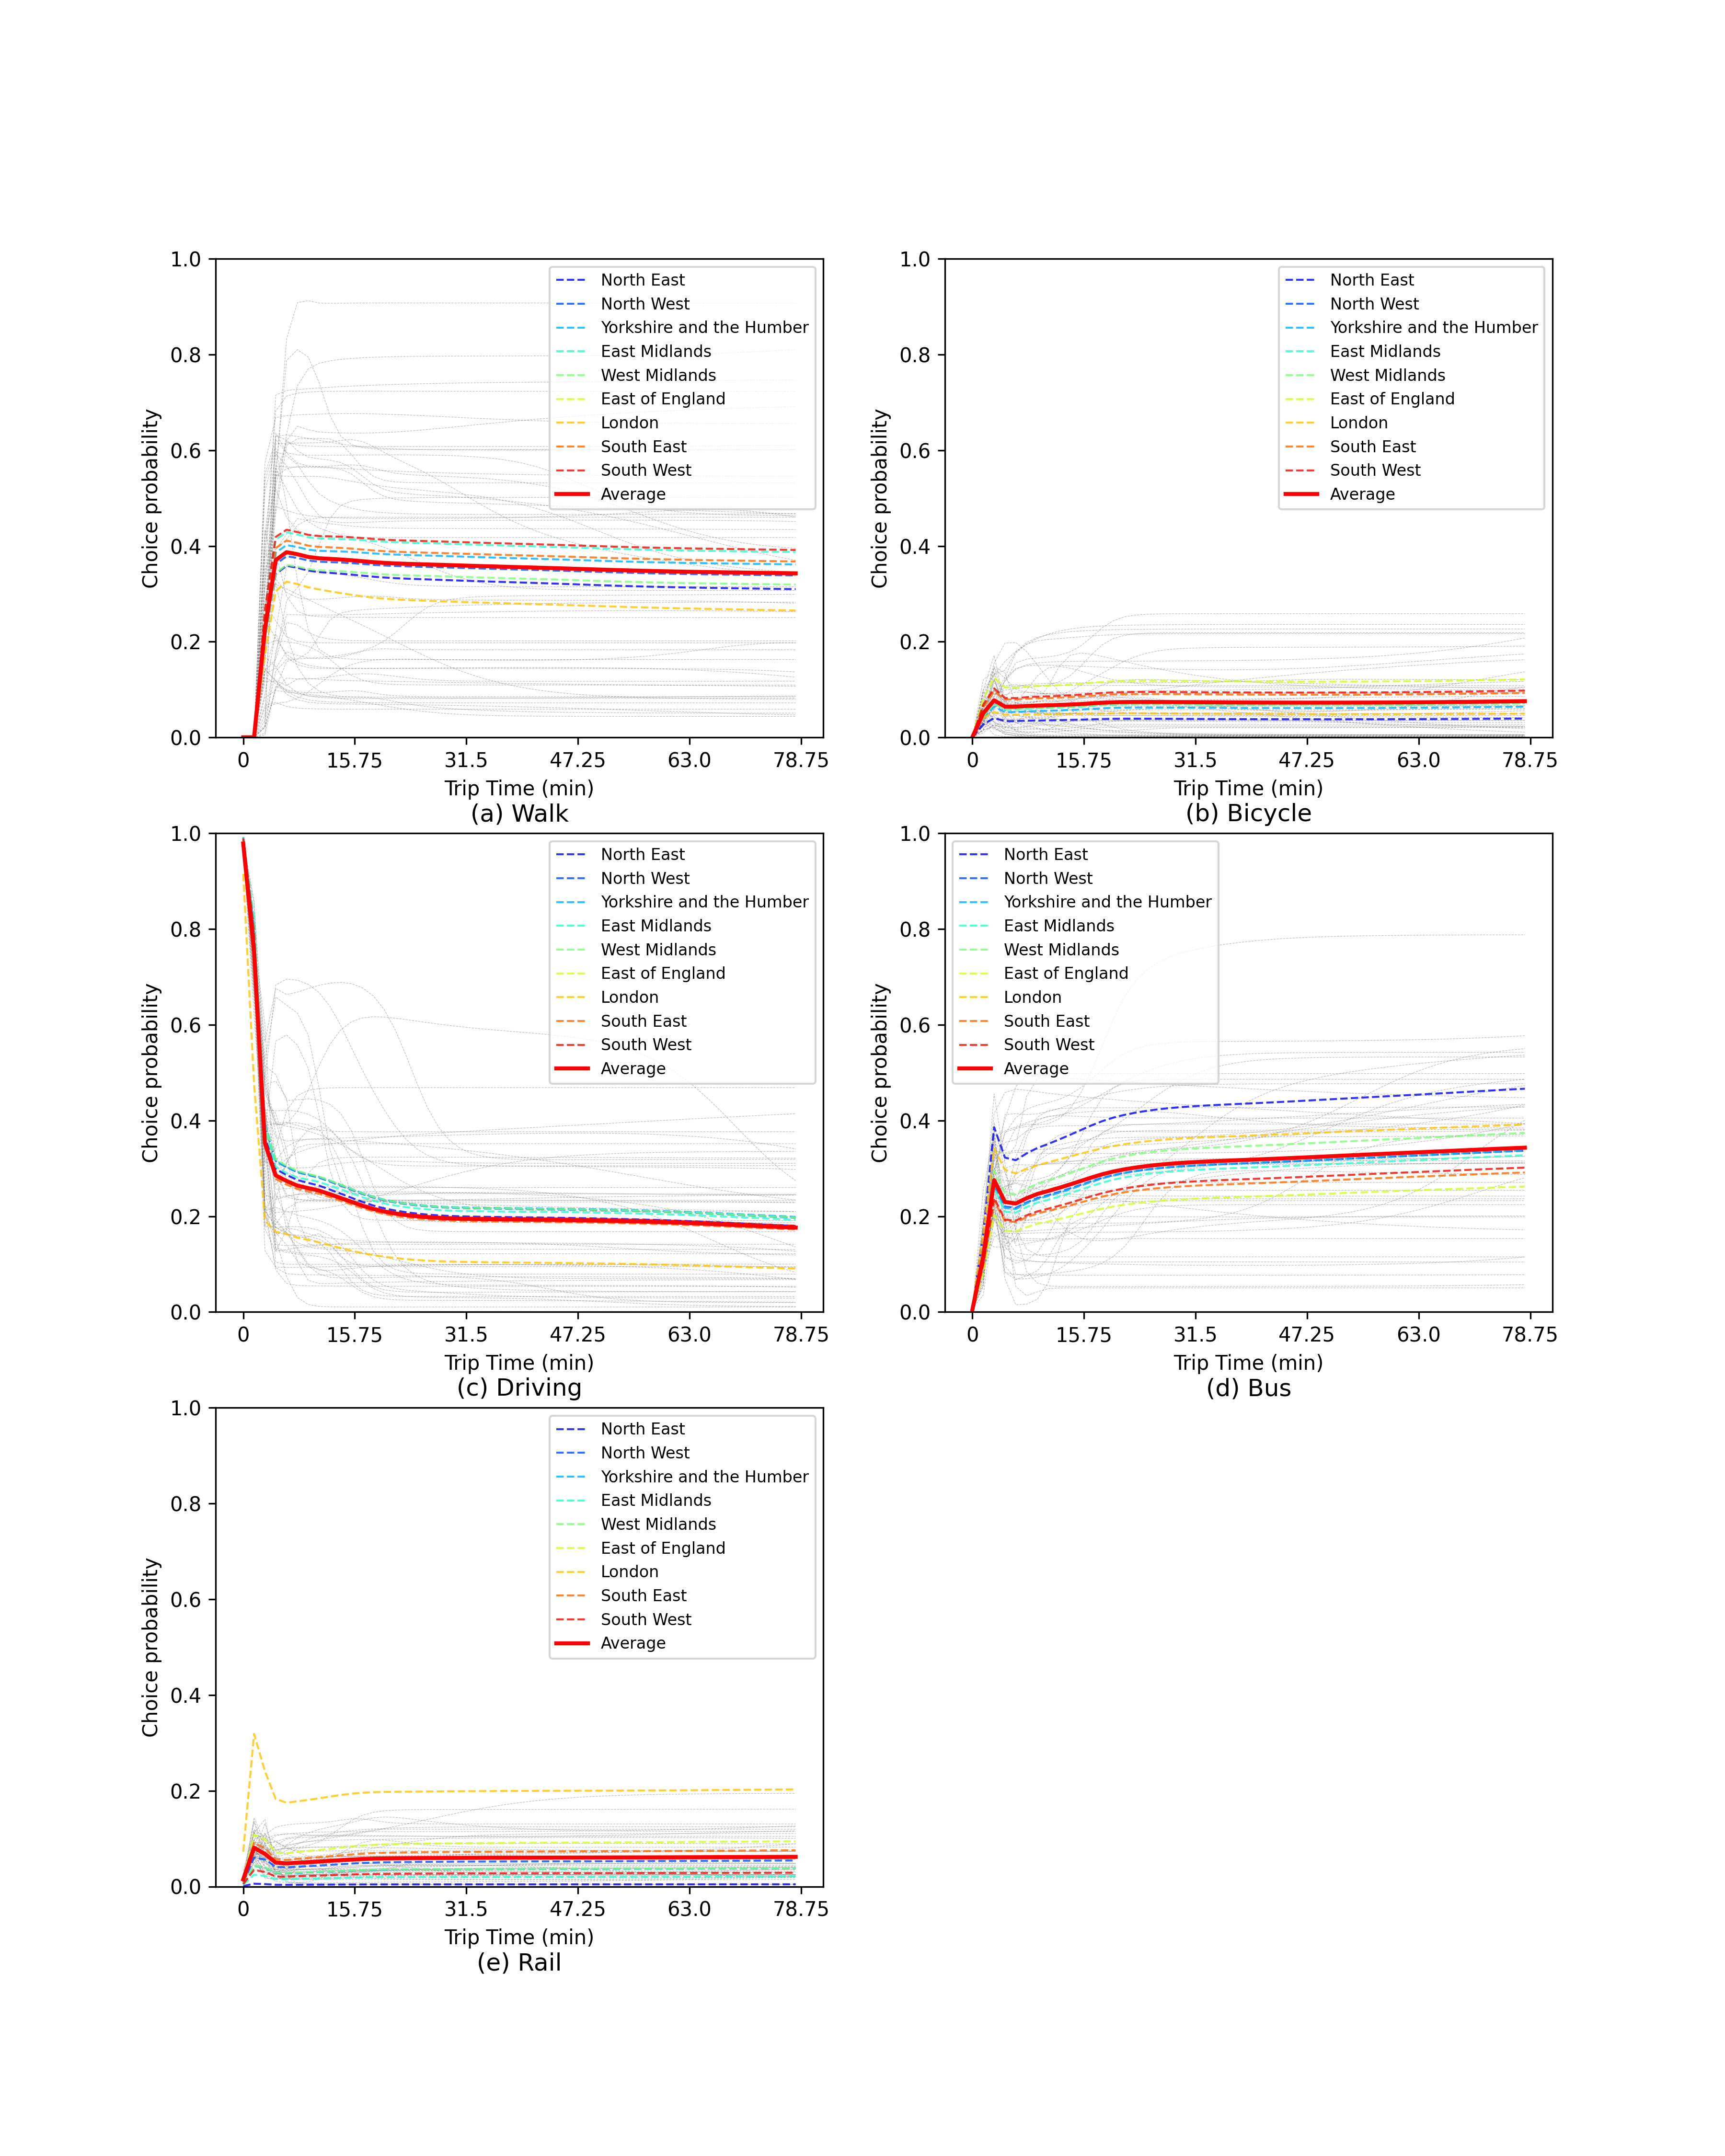 1.0
0.8
0.6
0.4
0.2
0.0
Choice probability
North East
North West
Yorkshire and the Humber
East Midlands
West Midlands
East of England
London
South East
South West
Average
0 15.75 31.5 47.25 63.0 78.75
Trip Time (min)
(a) Walk
1.0
0.8
0.6
0.4
0.2
0.0
Choice probability
North East
North West
Yorkshire and the Humber
East Midlands
West Midlands
East of England
London
South East
South West
Average
0 15.75 31.5 47.25 63.0 78.75
Trip Time (min)
(b) Bicycle
1.0
0.8
0.6
0.4
0.2
0.0
Choice probability
North East
North West
Yorkshire and the Humber
East Midlands
West Midlands
East of England
London
South East
South West
Average
0 15.75 31.5 47.25 63.0 78.75
Trip Time (min)
(c) Driving
1.0
0.8
0.6
0.4
0.2
0.0
Choice probability
North East
North West
Yorkshire and the Humber
East Midlands
West Midlands
East of England
London
South East
South West
Average
0 15.75 31.5 47.25 63.0 78.75
Trip Time (min)
(d) Bus
1.0
0.8
0.6
0.4
0.2
0.0
Choice probability
North East
North West
Yorkshire and the Humber
East Midlands
West Midlands
East of England
London
South East
South West
Average
0 15.75 31.5 47.25 63.0 78.75
Trip Time (min)
(e) Rail